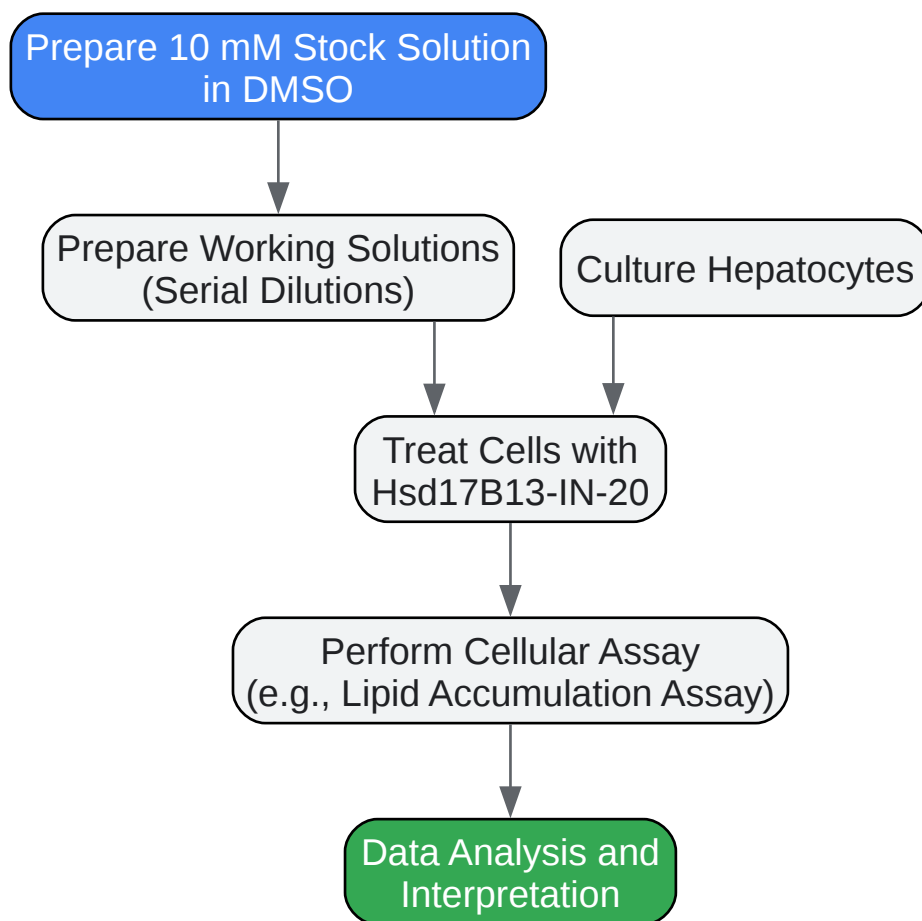 Prepare 10 mM Stock Solution
in DMSO
Prepare Working Solutions
(Serial Dilutions)
Culture Hepatocytes
Treat Cells with
Hsd17B13-IN-20
Perform Cellular Assay
(e.g., Lipid Accumulation Assay)
Data Analysis and
Interpretation